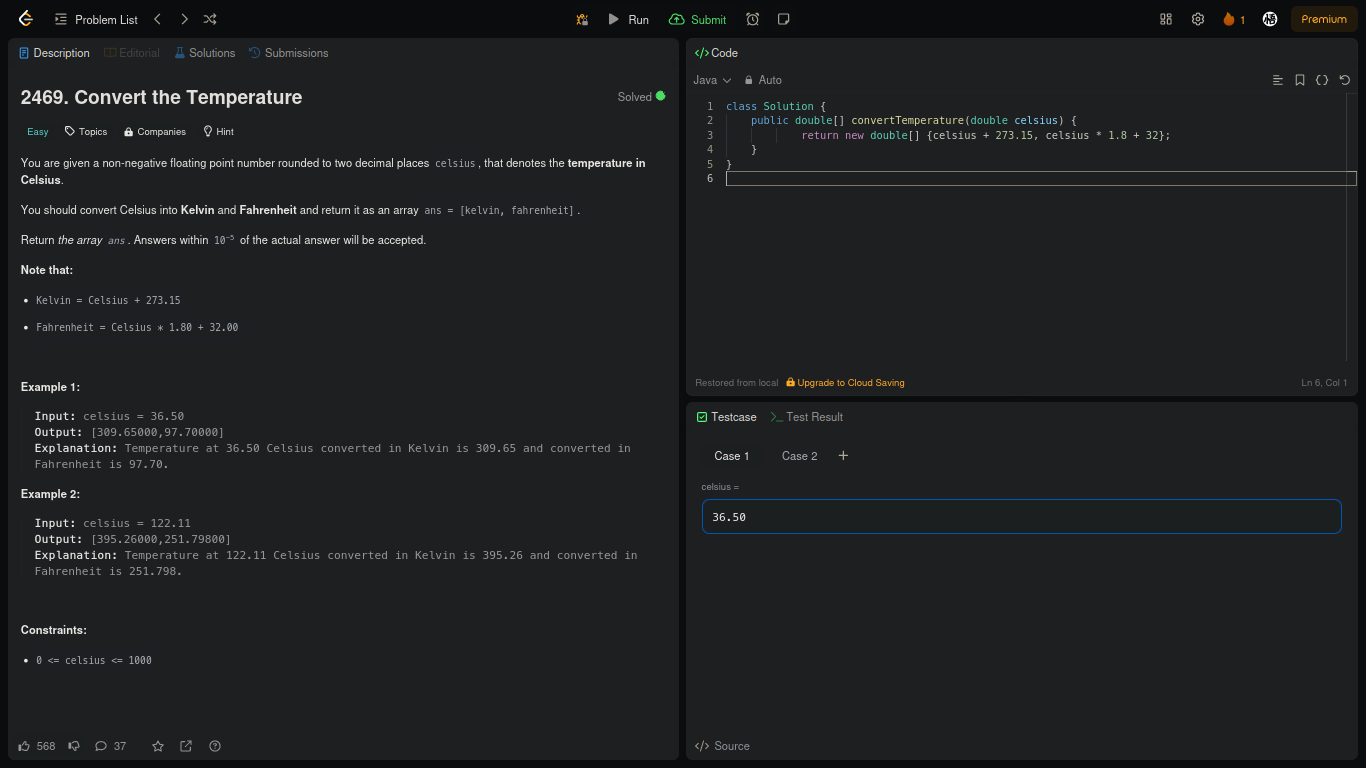 Problem List
Run
Submit
1
Premium
Description
Editorial
Solutions
Submissions
2469. Convert the Temperature
Solved
Easy
Topics
Companies
Hint
You are given a non-negative floating point number rounded to two decimal places celsius, that denotes the temperature in
Celsius.
You should convert Celsius into Kelvin and Fahrenheit and return it as an array ans = [kelvin, fahrenheit].
Return the array ans. Answers within 10⁻⁵ of the actual answer will be accepted.
Note that:
• Kelvin = Celsius + 273.15
• Fahrenheit = Celsius * 1.80 + 32.00
Example 1:
Input: celsius = 36.50
Output: [309.65000,97.70000]
Explanation: Temperature at 36.50 Celsius converted in Kelvin is 309.65 and converted in
Fahrenheit is 97.70.
Example 2:
Input: celsius = 122.11
Output: [395.26000,251.79800]
Explanation: Temperature at 122.11 Celsius converted in Kelvin is 395.26 and converted in
Fahrenheit is 251.798.
Constraints:
• 0 <= celsius <= 1000
568
37
</> Code
Java
Auto
1 class Solution {
2 public double[] convertTemperature(double celsius) {
3 return new double[] {celsius + 273.15, celsius * 1.8 + 32};
4 }
5 }
6
Restored from local
Upgrade to Cloud Saving
Ln 6, Col 1
Testcase
>_ Test Result
Case 1
Case 2
+
celsius =
36.50
</> Source